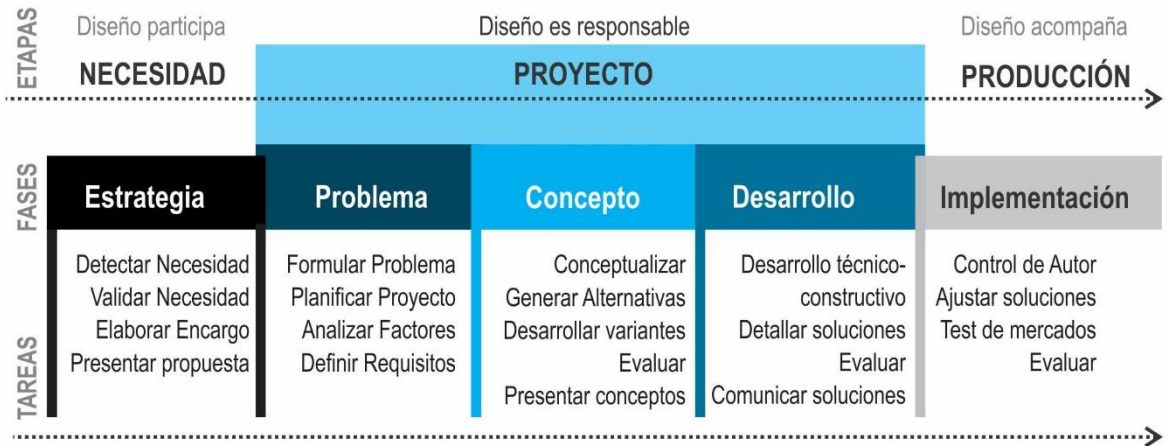 ETAPAS
Diseño participa
NECESIDAD
Diseño es responsable
PROYECTO
Diseño acompaña
PRODUCCIÓN
FASES
Estrategia
Problema
Concepto
Desarrollo
Implementación
TAREAS
Detectar Necesidad
Validar Necesidad
Elaborar Encargo
Presentar propuesta
Formular Problema
Planificar Proyecto
Analizar Factores
Definir Requisitos
Conceptualizar
Generar Alternativas
Desarrollar variantes
Evaluar
Presentar conceptos
Desarrollo técnico-
constructivo
Detallar soluciones
Evaluar
Comunicar soluciones
Control de Autor
Ajustar soluciones
Test de mercados
Evaluar